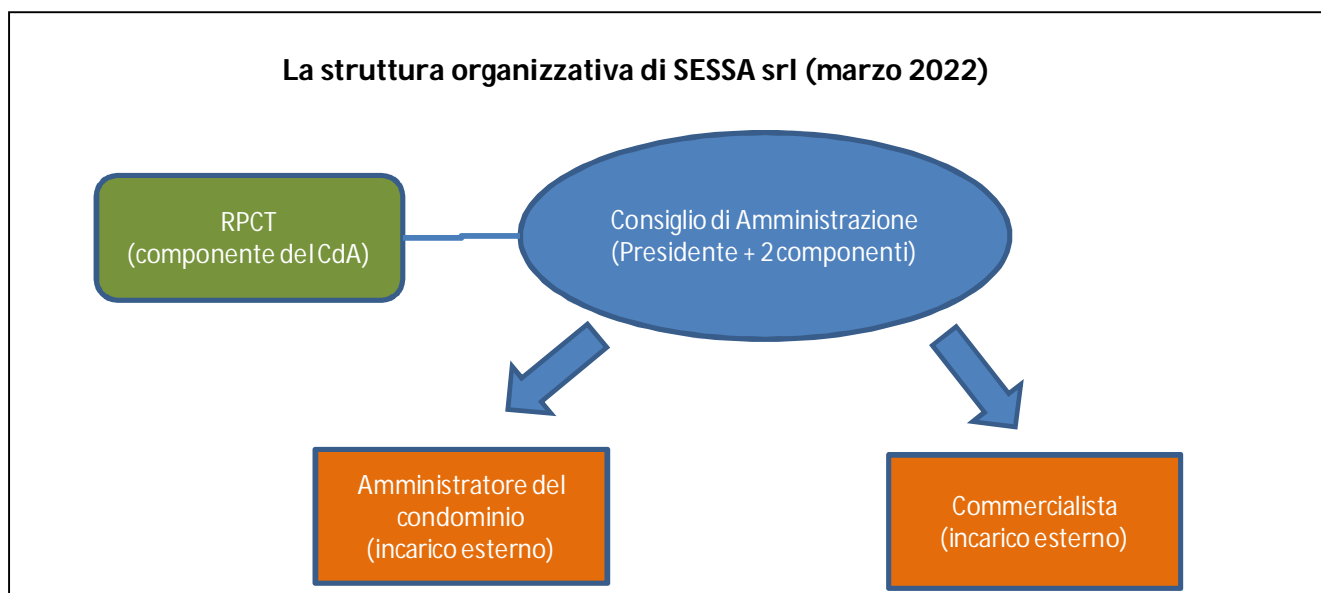 La struttura organizzativa di SESSA srl (marzo 2022)
RPCT
(componente del CdA)
Consiglio di Amministrazione
(Presidente + 2 componenti)
Amministratore del
condominio
(incarico esterno)
Commercialista
(incarico esterno)